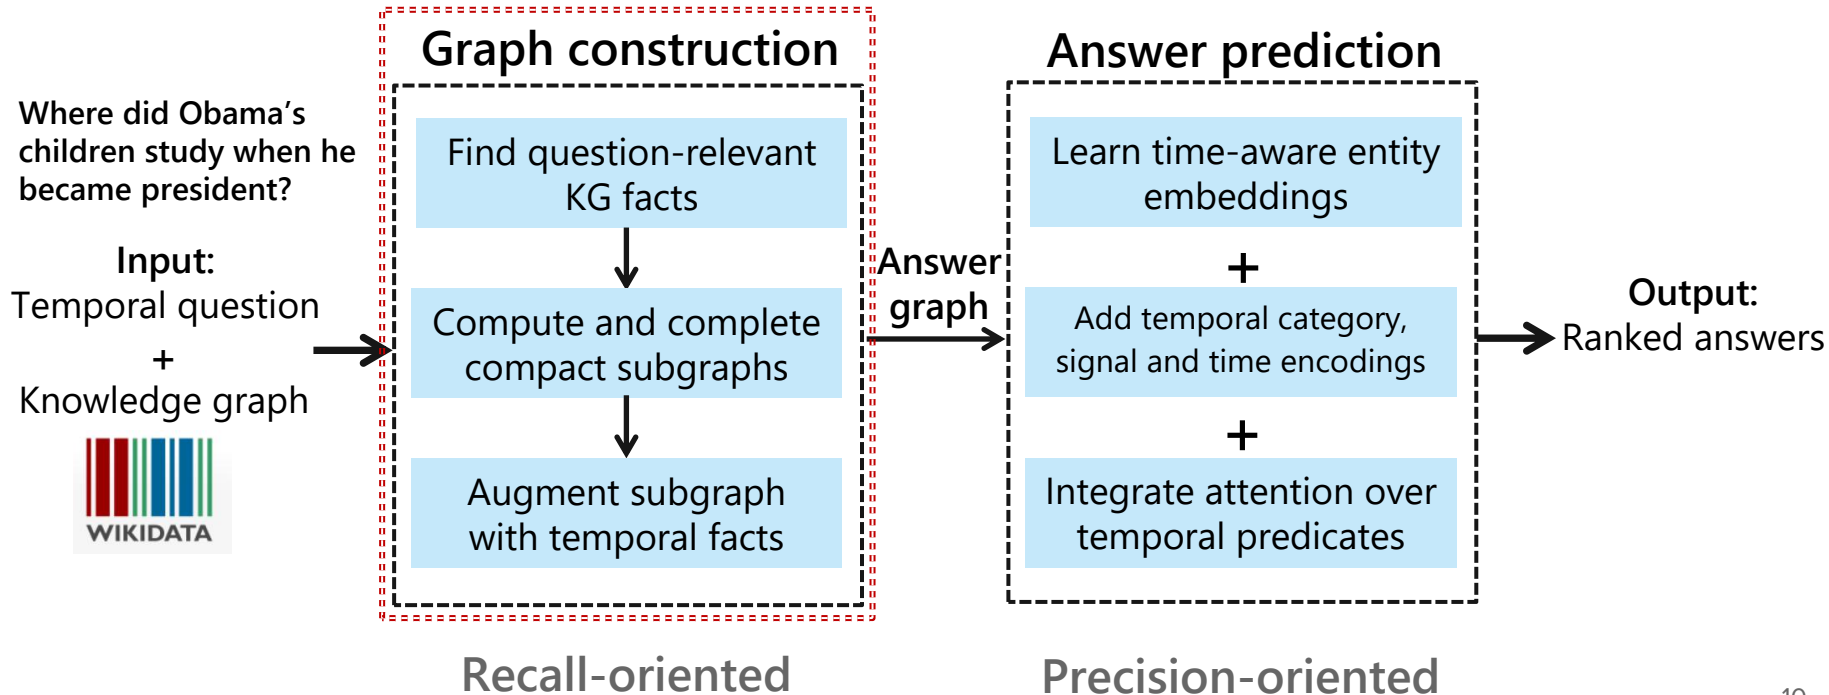 Where did Obama's
children study when he
became president?
Input:
Temporal question
+
Knowledge graph
WIKIDATA
Graph construction
Find question-relevant
KG facts
Compute and complete
compact subgraphs
Augment subgraph
with temporal facts
Recall-oriented
Answer
graph
Answer prediction
Learn time-aware entity
embeddings
+
Add temporal category,
signal and time encodings
+
Integrate attention over
temporal predicates
Precision-oriented
Output:
Ranked answers